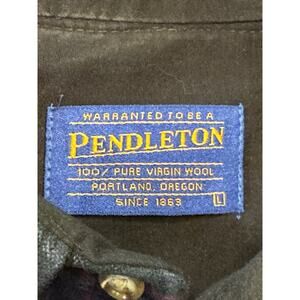 WARRANTED TO BE A
PENDLETON
100% PURE VIRGIN WOOL
PORTLAND, OREGON
SINCE 1863 L